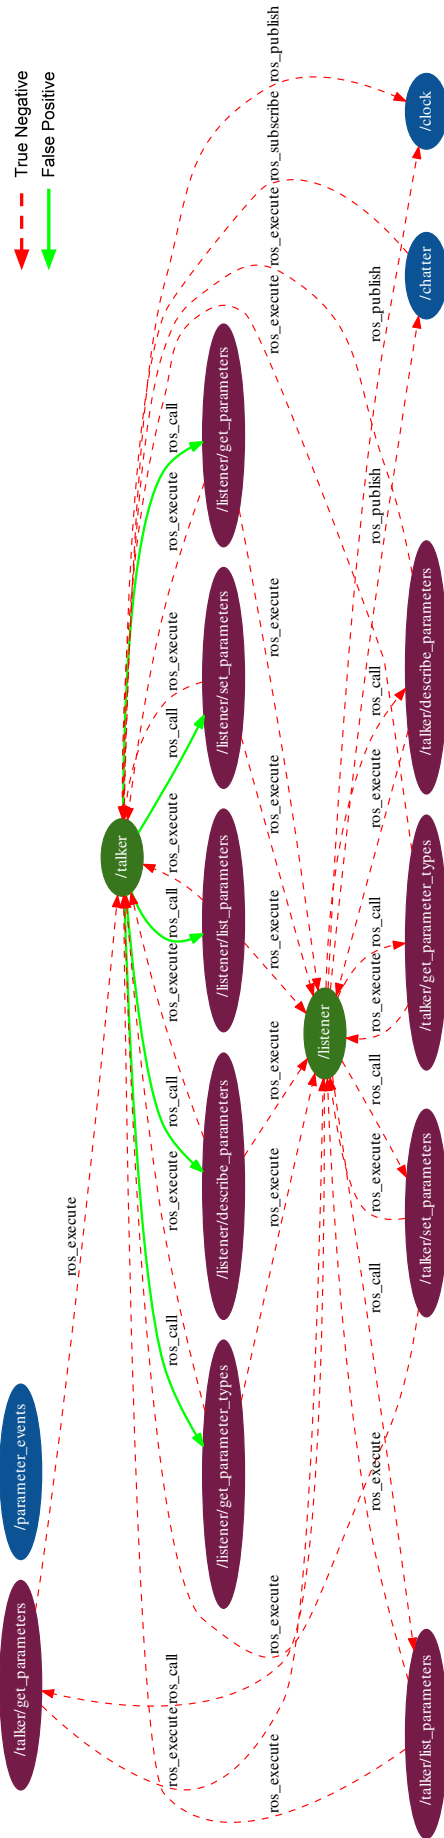 True Negative
False Positive
/talker/get_parameters
/parameter_events
ros_execute
/talker
ros_execute
ros_call
ros_call
ros_execute
ros_call
ros_execute
ros_call
ros_execute
ros_call
ros_execute
ros_execute
ros_call
/listener/get_parameter_types
/listener/describe_parameters
/listener/list_parameters
/listener/set_parameters
/listener/get_parameters
ros_execute
ros_execute
ros_execute
ros_execute
ros_execute
ros_execute
ros_execute
ros_execute
ros_execute
ros_subscribe
ros_publish
/listener
ros_execute
ros_call
ros_execute
ros_call
ros_execute
ros_call
ros_execute
ros_call
ros_publish
ros_publish
/talker/list_parameters
/talker/set_parameters
/talker/get_parameter_types
/talker/describe_parameters
/chatter
/clock